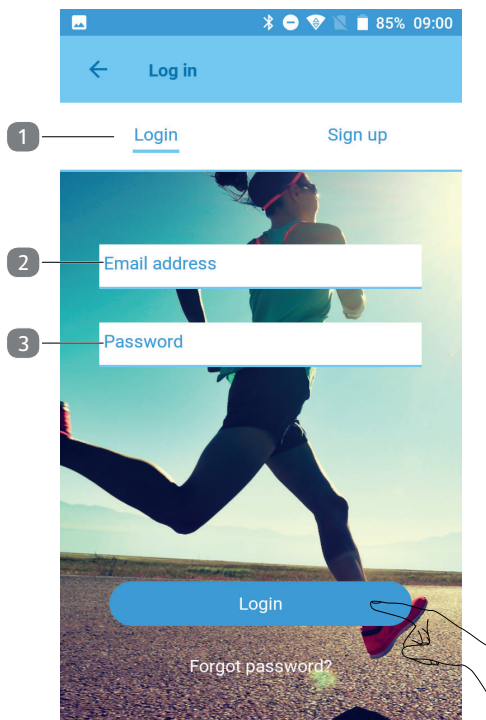 85% 09:00
Log in
1
Login Sign up
2
Email address
3
Password
Login
Forgot password?